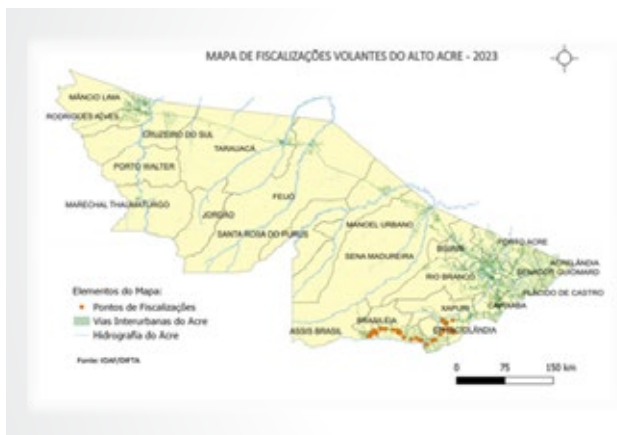 MAPA DE FISCALIZAÇÕES VOLANTES DO ALTO ACRE - 2023
MÂNCIO LIMA
RODRIGUES ALVES
CRUZEIRO DO SUL
TARAUACÁ
PORTO WALTER
FEIJÓ
MARECHAL THAUMATURGO
JORDÃO
MANOEL URBANO
SANTA ROSA DO PURUS
PORTO ACRE
BUJARI
SENA MADUREIRA
ACRELÂNDIA
SENADOR GUIOMARD
RIO BRANCO
PLÁCIDO DE CASTRO
CAPIXABA
XAPURI
BRASILÉIA
ASSIS BRASIL
EPITACIOLÂNDIA
Elementos do Mapa:
Pontos de Fiscalizações
Vias Interurbanas do Acre
Hidrografia do Acre
Fonte: IDAF/DIFTA
0 75 150 km